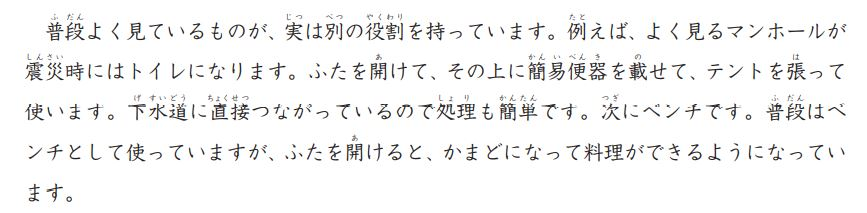 普段よく見ているものが、実は別の役割を持っています。例えば、よく見るマンホールが
震災時にはトイレになります。ふたを開けて、その上に簡易便器を載せて、テントを張って
使います。下水道に直接つながっているので処理も簡単です。次にベンチです。普段はベ
ンチとして使っていますが、ふたを開けると、かまどになって料理ができるようになってい
ます。